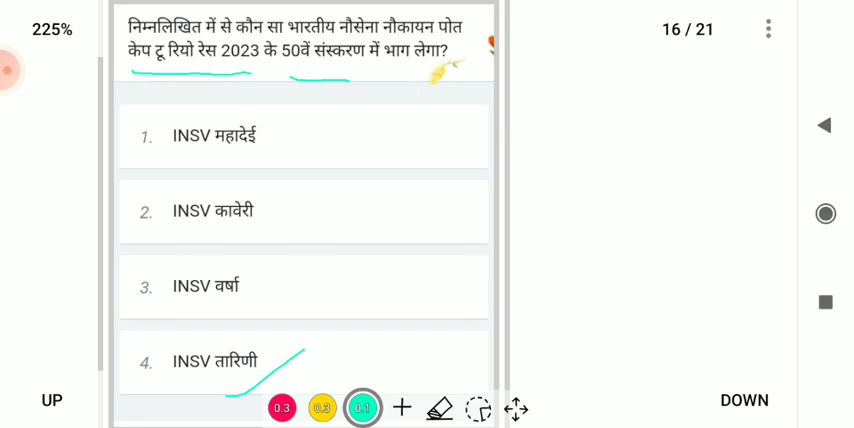 225%
निम्नलिखित में से कौन सा भारतीय नौसेना नौकायन पोत
16 / 21
केप टू रियो रेस 2023 के 50वें संस्करण में भाग लेगा?
1. INSV महादेई
2. INSV कावेरी
3. INSV वर्षा
4. INSV तारिणी
UP
0.3
0.3
0.1
DOWN